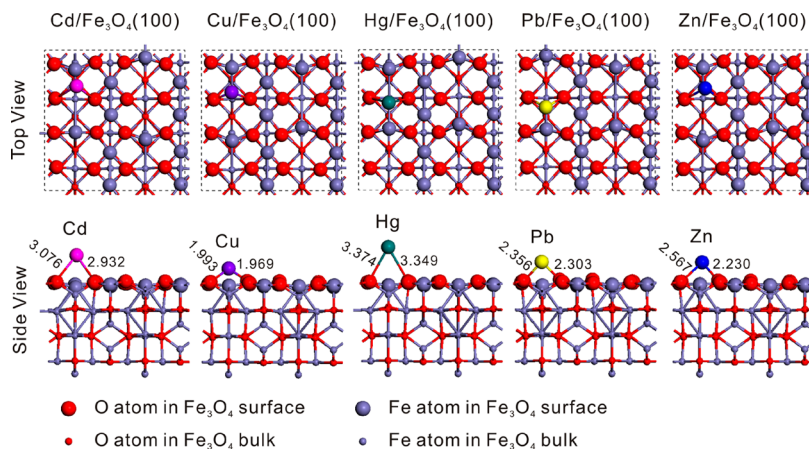 Cd/Fe₃O₄(100) Cu/Fe₃O₄(100) Hg/Fe₃O₄(100) Pb/Fe₃O₄(100) Zn/Fe₃O₄(100)
Top View
Side View
Cd Cu Hg Pb Zn
3.076 2.932 1.993 1.969 3.374 3.349 2.356 2.303 2.567 2.230
O atom in Fe₃O₄ surface Fe atom in Fe₃O₄ surface
O atom in Fe₃O₄ bulk Fe atom in Fe₃O₄ bulk